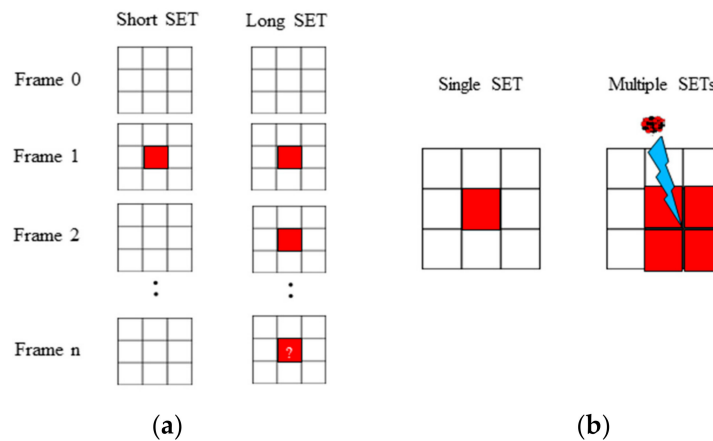 Short SET Long SET
Frame 0
Single SET Multiple SETs
Frame 1
Frame 2
:
:
Frame n
?
(a) (b)